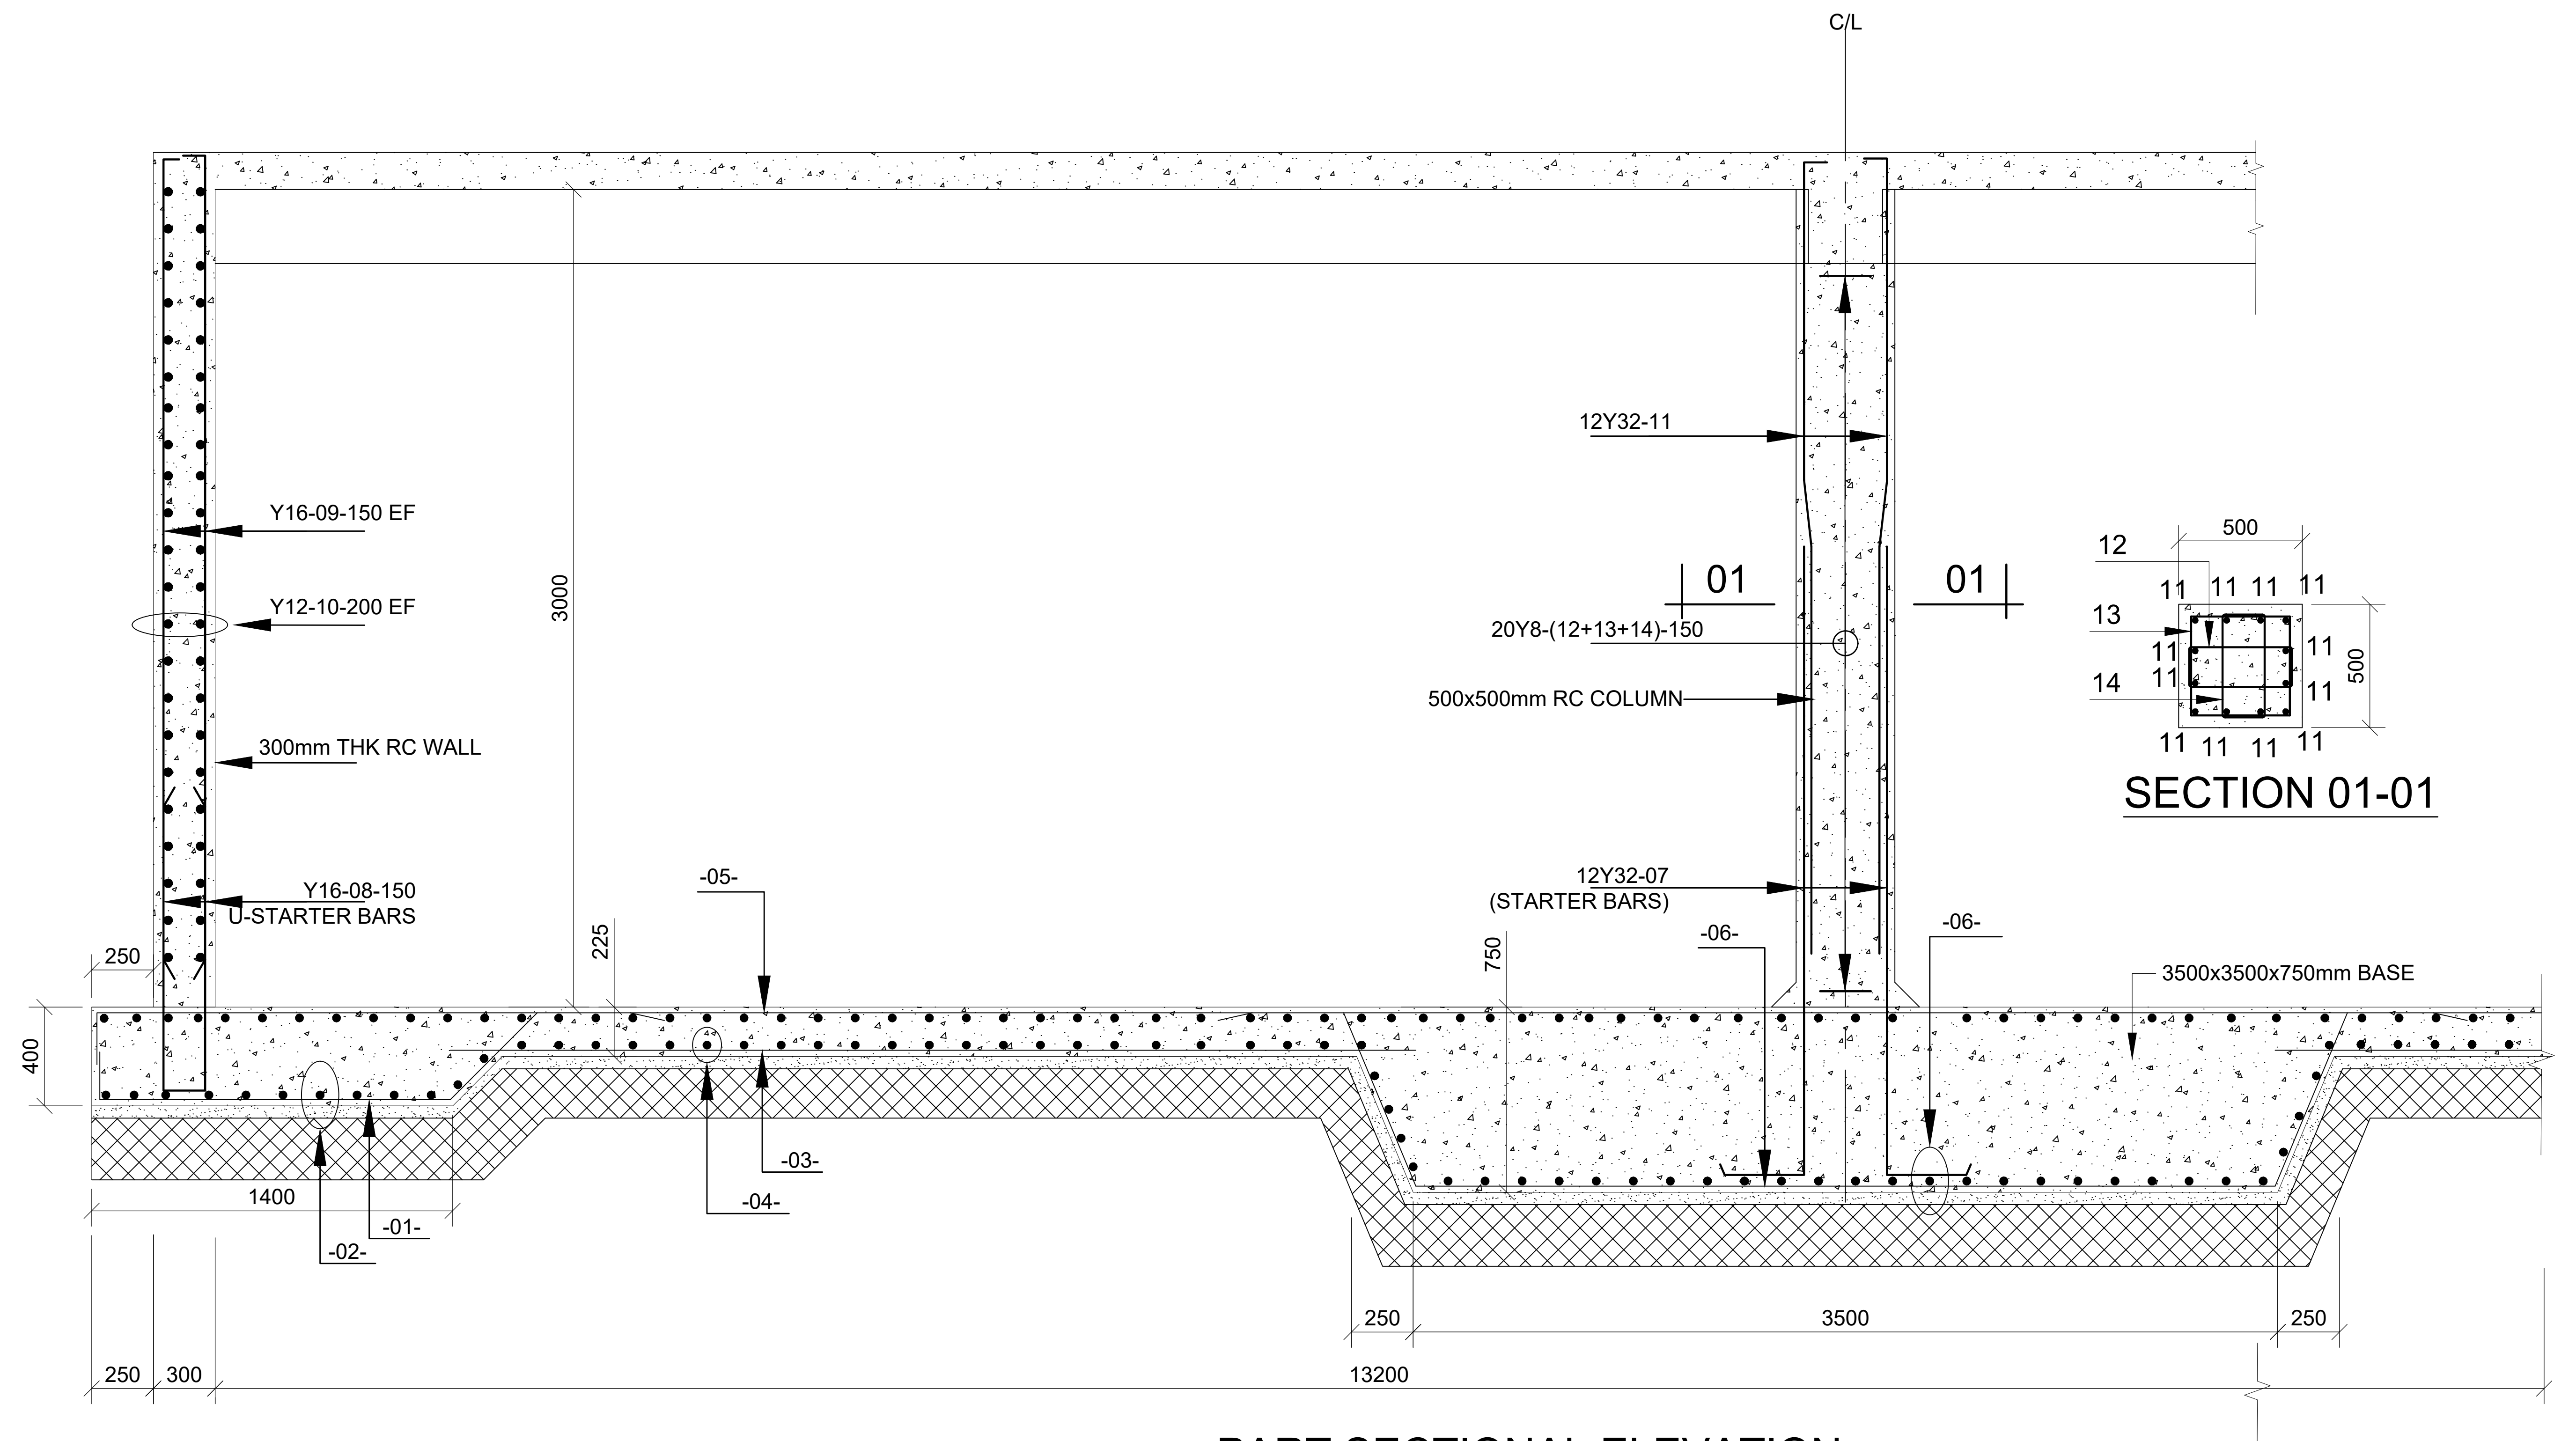 C/L
12Y32-11
Y16-09-150 EF
500
12
11 11 11 11
Y12-10-200 EF
3000
01 01
13
20Y8-(12+13+14)-150
11 11
500
11
14
11
500x500mm RC COLUMN
11 11 11 11
300mm THK RC WALL
SECTION 01-01
Y16-08-150
U-STARTER BARS
-05-
12Y32-07
(STARTER BARS)
-06-
-06-
225
750
250
3500x3500x750mm BASE
400
-03-
1400
-04-
-01-
-02-
250 3500 250
250 300 13200
PART SECTIONAL ELEVATION